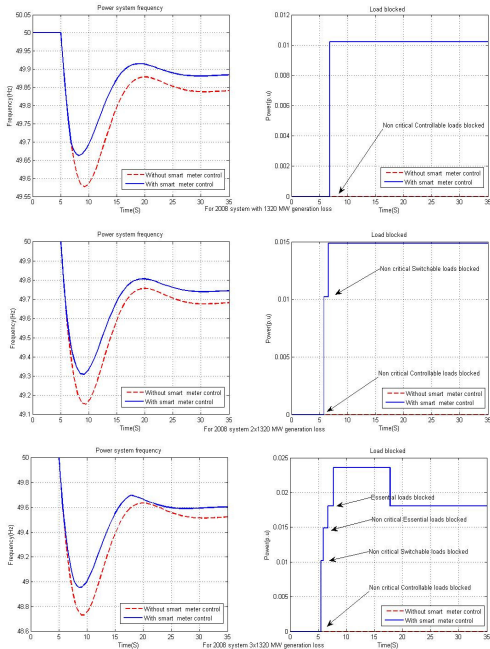 Power system frequency
50.05
50
49.95
49.9
49.85
49.8
49.75
49.7
49.65
49.6
49.55
Frequency(Hz)
Without smart meter control
With smart meter control
0 5 10 15 20 25 30 35
Time(S)
Load blocked
0.012
0.01
0.008
0.006
0.004
0.002
0
Power(p.u)
Non critical Controllable loads blocked
Without smart meter control
With smart meter control
0 5 10 15 20 25 30 35
Time(S)
For 2008 system with 1320 MW generation loss
Power system frequency
50
49.9
49.8
49.7
49.6
49.5
49.4
49.3
49.2
49.1
Frequency(Hz)
Without smart meter control
With smart meter control
0 5 10 15 20 25 30 35
Time(S)
Load blocked
0.015
0.01
0.005
0
Power(p.u)
Non critical Switchable loads blocked
Non critical Controllable loads blocked
Without smart meter control
With smart meter control
0 5 10 15 20 25 30 35
Time(S)
For 2008 system 2x1320 MW generation loss
Power system frequency
50
49.8
49.6
49.4
49.2
49
48.8
48.6
Frequency(Hz)
Without smart meter control
With smart meter control
0 5 10 15 20 25 30 35
Time(S)
Load blocked
0.025
0.02
0.015
0.01
0.005
0
Power(p.u)
Essential loads blocked
Non critical Essential loads blocked
Non critical Switchable loads blocked
Non critical Controllable loads blocked
Without smart meter control
With smart meter control
0 5 10 15 20 25 30 35
Time(S)
For 2008 system 3x1320 MW generation loss